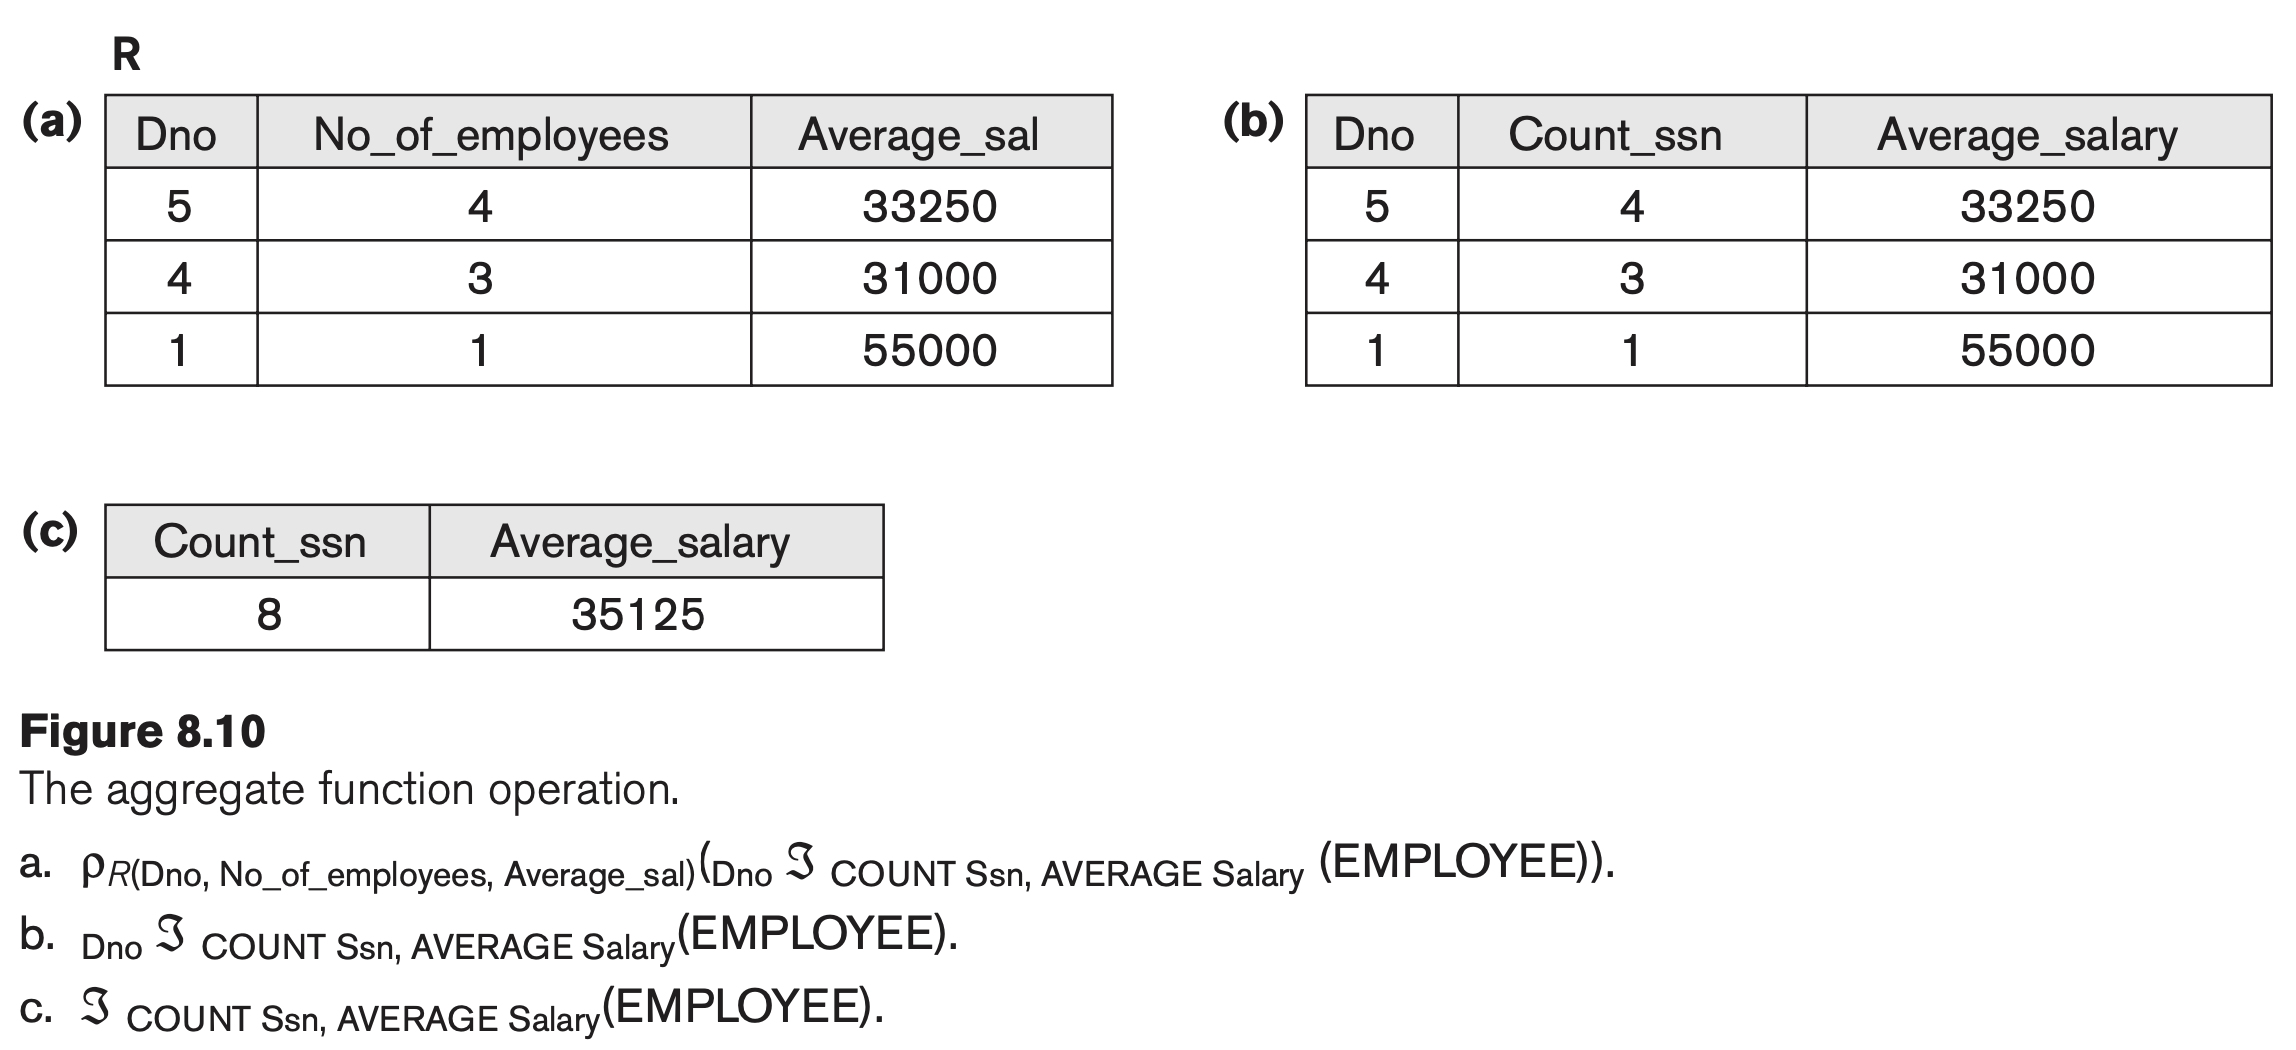 R
(a)
Dno No_of_employees Average_sal
5 4 33250
4 3 31000
1 1 55000
(b)
Dno Count_ssn Average_salary
5 4 33250
4 3 31000
1 1 55000
(c)
Count_ssn Average_salary
8 35125
Figure 8.10
The aggregate function operation.
a. ρR(Dno, No_of_employees, Average_sal)(Dno ℑ COUNT Ssn, AVERAGE Salary (EMPLOYEE)).
b. Dno ℑ COUNT Ssn, AVERAGE Salary(EMPLOYEE).
c. ℑ COUNT Ssn, AVERAGE Salary(EMPLOYEE).